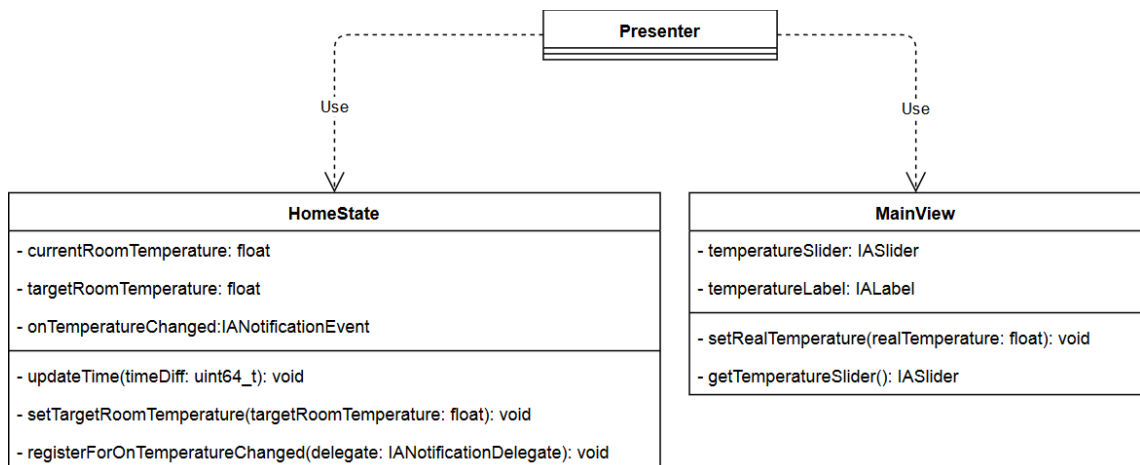 Presenter
Use
Use
HomeState
- currentRoomTemperature: float
- targetRoomTemperature: float
- onTemperatureChanged:IANotificationEvent
- updateTime(timeDiff: uint64_t): void
- setTargetRoomTemperature(targetRoomTemperature: float): void
- registerForOnTemperatureChanged(delegate: IANotificationDelegate): void
MainView
- temperatureSlider: IASlider
- temperatureLabel: IALabel
- setRealTemperature(realTemperature: float): void
- getTemperatureSlider(): IASlider